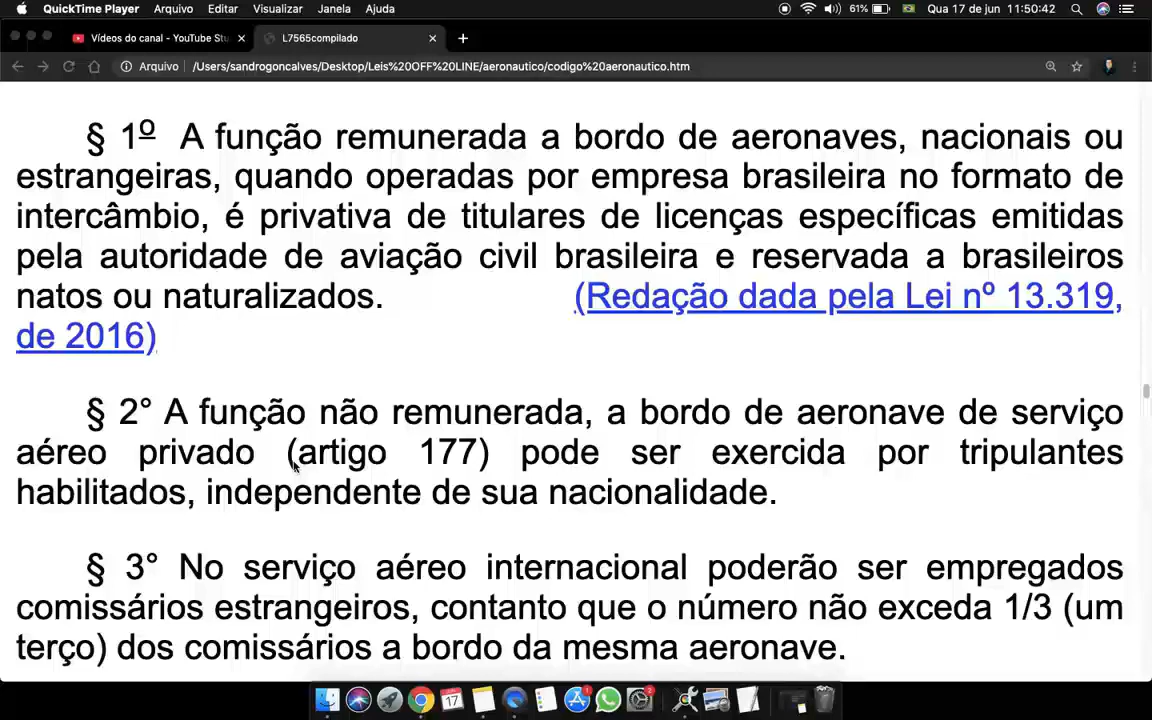 QuickTime Player Arquivo Editar Visualizar Janela Ajuda 61% Qua 17 de jun 11:50:42
Vídeos do canal - YouTube Stu L7565compilado
Arquivo /Users/sandrogoncalves/Desktop/Leis%20OFF%20LINE/aeronautico/codigo%20aeronautico.htm
§ 1º A função remunerada a bordo de aeronaves, nacionais ou
estrangeiras, quando operadas por empresa brasileira no formato de
intercâmbio, é privativa de titulares de licenças específicas emitidas
pela autoridade de aviação civil brasileira e reservada a brasileiros
natos ou naturalizados. (Redação dada pela Lei nº 13.319,
de 2016)
§ 2° A função não remunerada, a bordo de aeronave de serviço
aéreo privado (artigo 177) pode ser exercida por tripulantes
habilitados, independente de sua nacionalidade.
§ 3° No serviço aéreo internacional poderão ser empregados
comissários estrangeiros, contanto que o número não exceda 1/3 (um
terço) dos comissários a bordo da mesma aeronave.
17